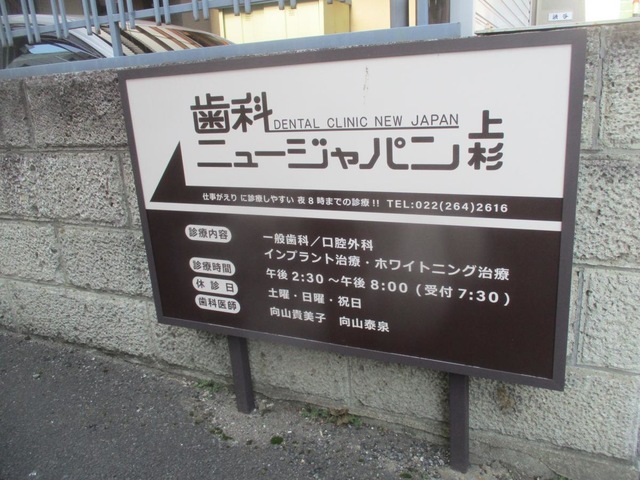 歯科
DENTAL CLINIC NEW JAPAN
ニュージャパン上杉
仕事がえり に診療しやすい 夜8時までの診療!! TEL:022(264)2616
診療内容 一般歯科/口腔外科
インプラント治療・ホワイトニング治療
診療時間 午後2:30~午後8:00(受付7:30)
休診日 土曜・日曜・祝日
歯科医師 向山貴美子 向山泰泉